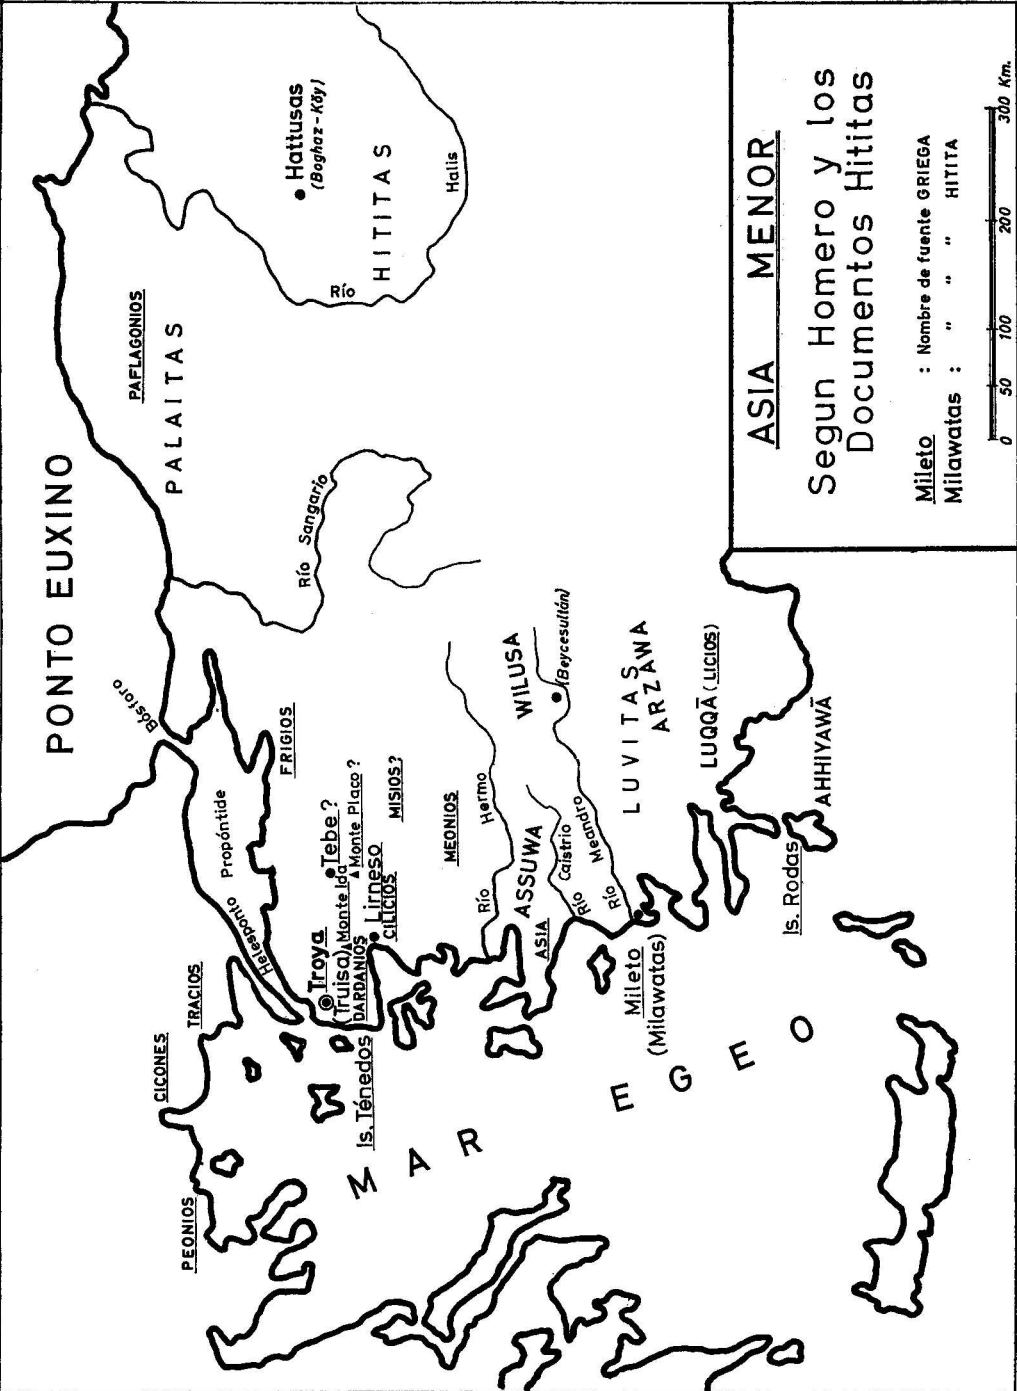 PONTO EUXINO
Bósforo
PAFLAGONIOS
PALAITAS
Hattusas
(Boghaz-Köy)
HITITAS
Río
Halis
Río Sangario
CICONES
TRACIOS
PEONIOS
Propóntide
Helesponto
FRIGIOS
Troya
(Truisa)
Monte Ida
DARDANIOS
Tebe?
Monte Placo?
Lirneso
CILICIOS
MISIOS?
Is. Ténedos
MEONIOS
Río Hermo
ASSUWA
ASIA
WILUSA
(Beycesultán)
Río Caistrio
Río Meandro
LUVITAS
ARZAWA
Mileto
(Milawatas)
LUQQĀ (LICIOS)
Is. Rodas
AHHIYAWĀ
MAR EGEO
ASIA MENOR
Segun Homero y los
Documentos Hititas
Mileto : Nombre de fuente GRIEGA
Milawatas : " " " HITITA
0 50 100 200 300 Km.